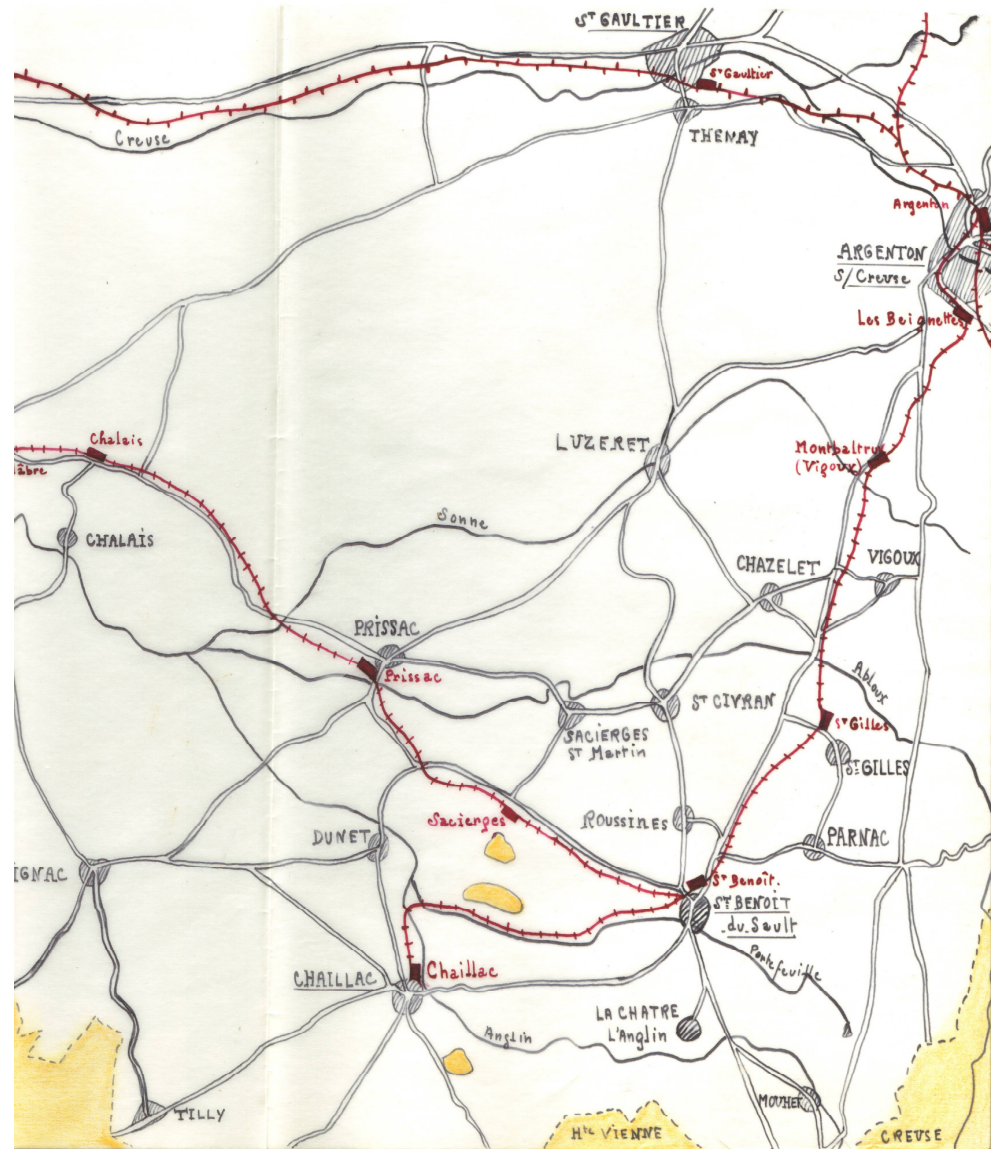 Sᵗ GAULTIER
Sᵗ Gaultier
Creuse
THENAY
Argenton
ARGENTON
s/Creuse
Les Beignettes
Chalais
LUZERET
Montbaltrux
(Vigoux)
iâbre
Sonne
CHALAIS
CHAZELET
VIGOUX
PRISSAC
Prissac
Abloux
Sᵗ CIVRAN
Sᵗ Gilles
SACIERGES
Sᵗ Martin
Sᵗ GILLES
Sacierges
ROUSSINES
DUNET
PARNAC
IGNAC
Sᵗ Benoît.
Sᵗ BENOIT
du Sault
Chaillac
CHAILLAC
Portefeuille
LA CHATRE
L'Anglin
Anglin
MOUHET
TILLY
Hᵗᵉ VIENNE
CREUSE